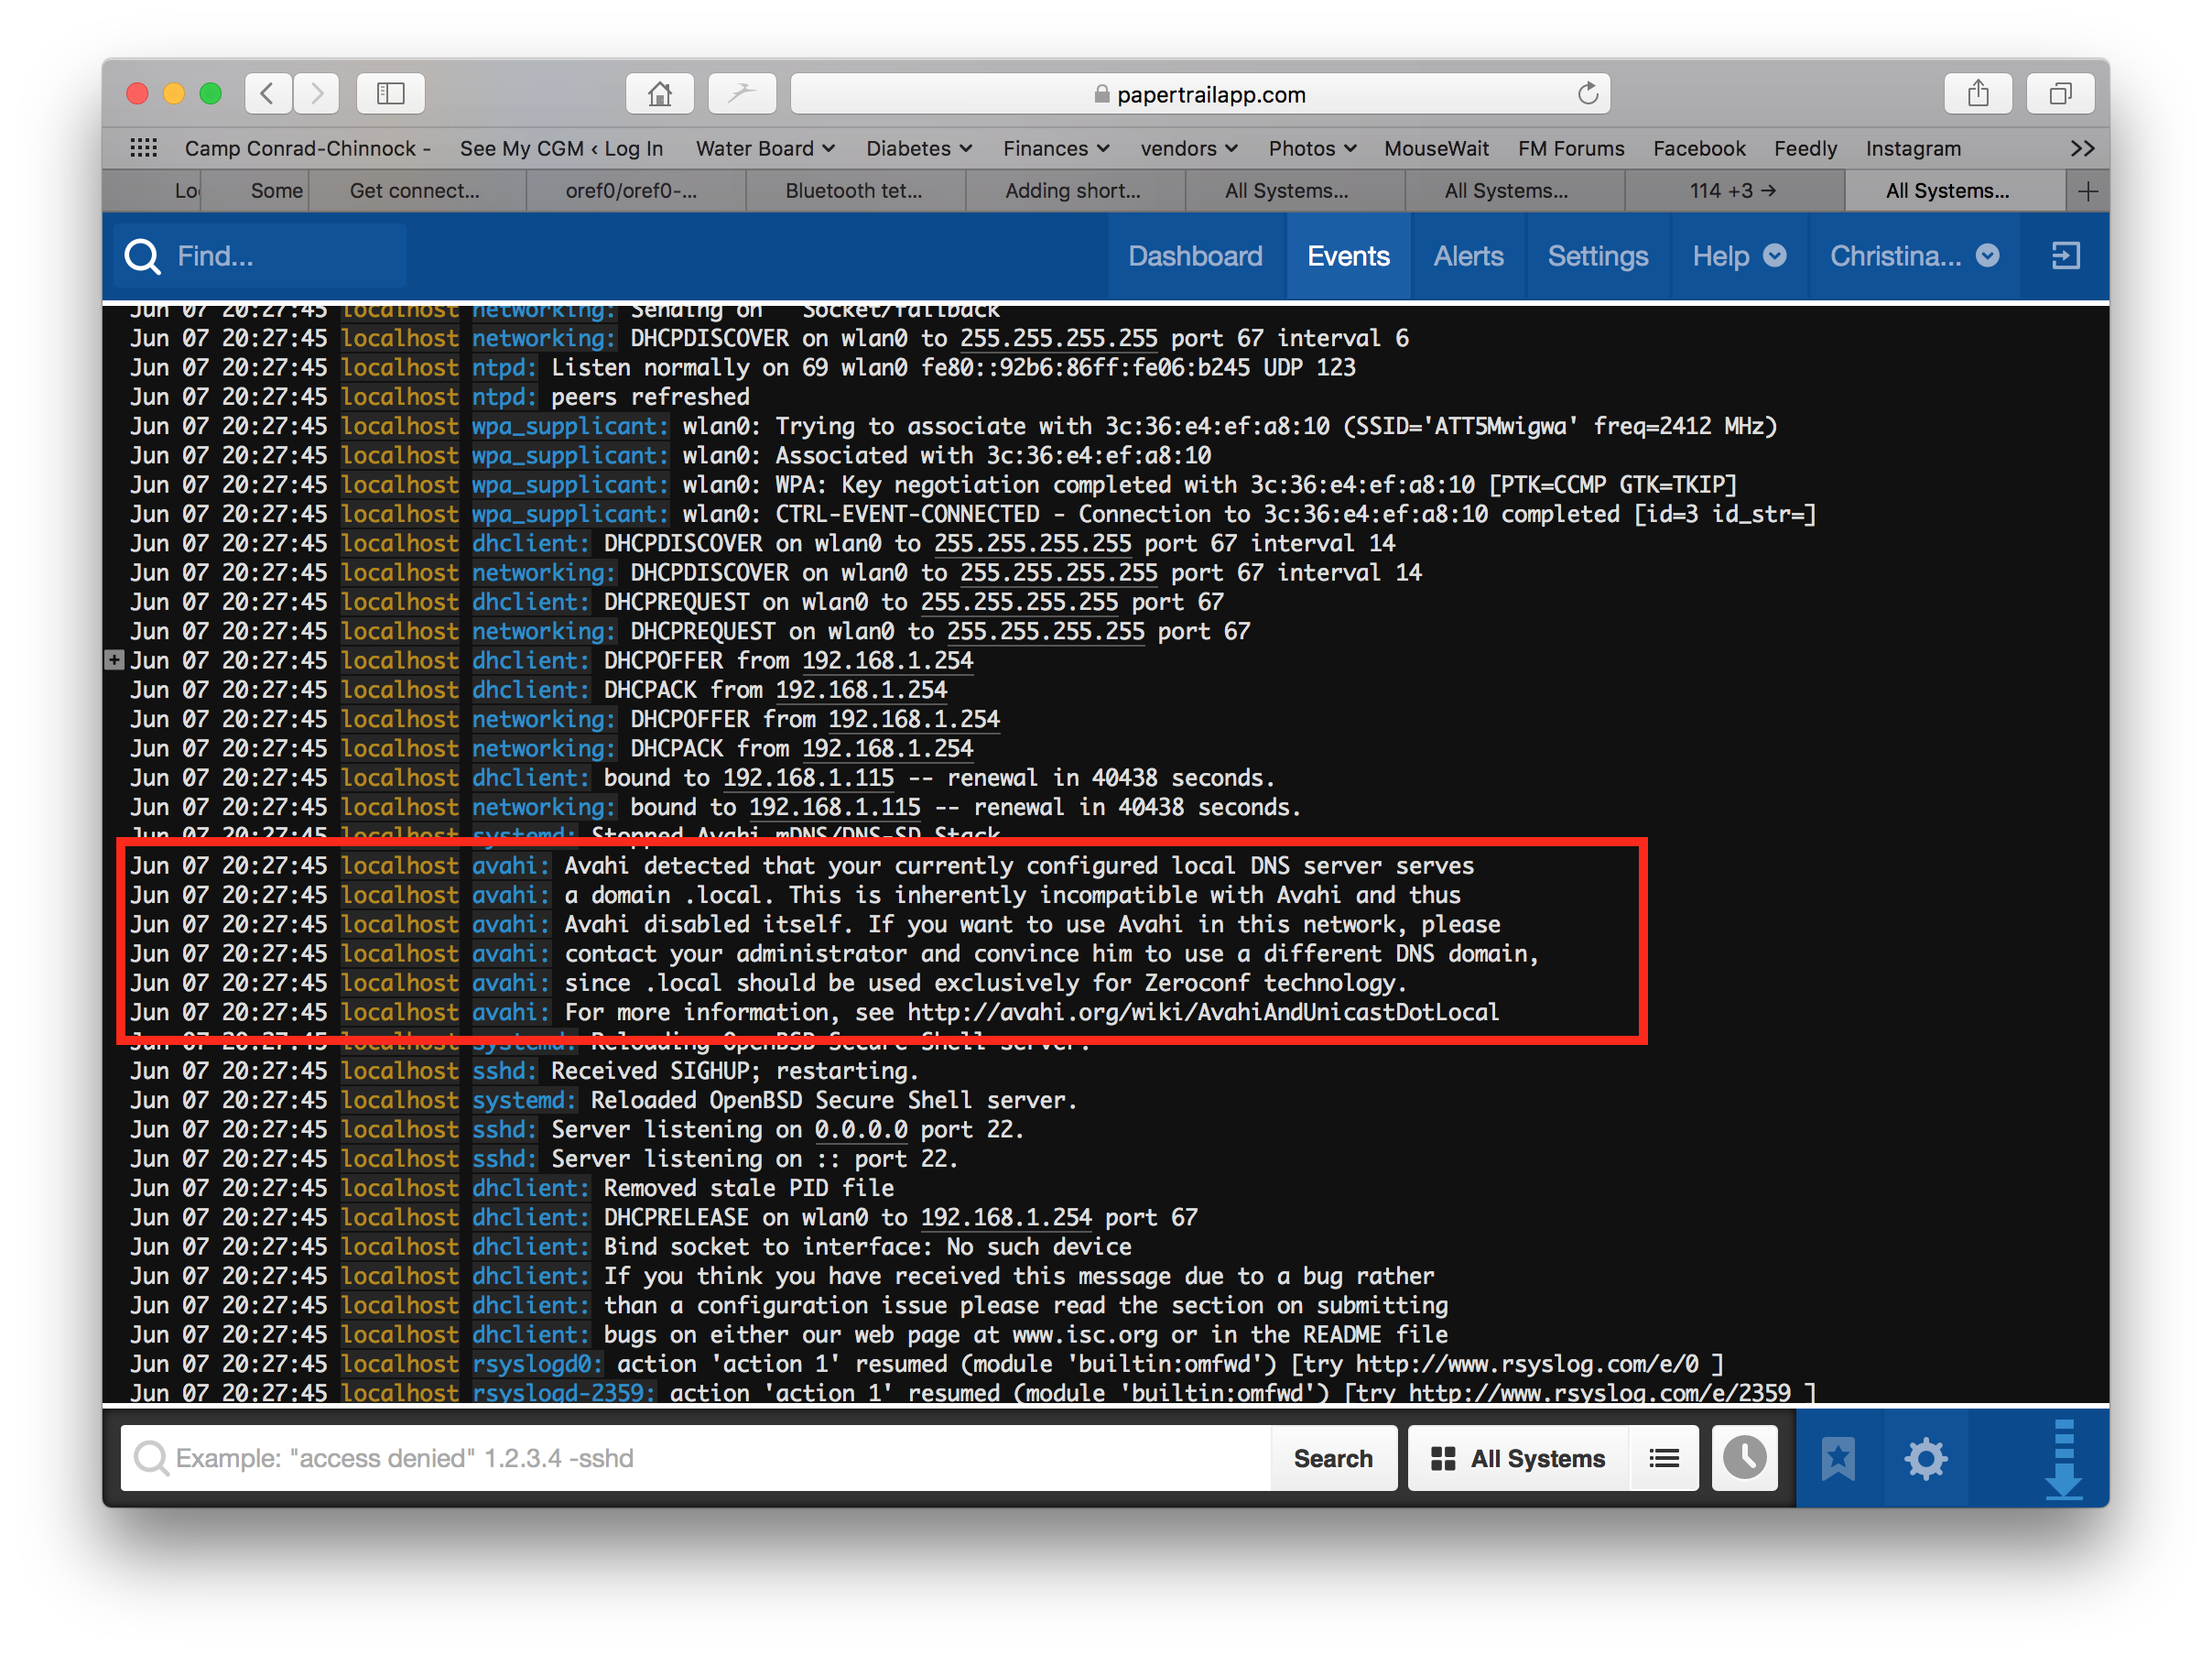 papertrailapp.com
Camp Conrad-Chinnock - See My CGM ‹ Log In Water Board Diabetes Finances vendors Photos MouseWait FM Forums Facebook Feedly Instagram >>
Some Get connect... oref0/oref0-... Bluetooth tet... Adding short... All Systems... All Systems... 114 +3 → All Systems... +
Find... Dashboard Events Alerts Settings Help Christina...
Jun 07 20:27:45 localhost networking: Sending on Socket/fallback
Jun 07 20:27:45 localhost networking: DHCPDISCOVER on wlan0 to 255.255.255.255 port 67 interval 6
Jun 07 20:27:45 localhost ntpd: Listen normally on 69 wlan0 fe80::92b6:86ff:fe06:b245 UDP 123
Jun 07 20:27:45 localhost ntpd: peers refreshed
Jun 07 20:27:45 localhost wpa_supplicant: wlan0: Trying to associate with 3c:36:e4:ef:a8:10 (SSID='ATT5Mwigwa' freq=2412 MHz)
Jun 07 20:27:45 localhost wpa_supplicant: wlan0: Associated with 3c:36:e4:ef:a8:10
Jun 07 20:27:45 localhost wpa_supplicant: wlan0: WPA: Key negotiation completed with 3c:36:e4:ef:a8:10 [PTK=CCMP GTK=TKIP]
Jun 07 20:27:45 localhost wpa_supplicant: wlan0: CTRL-EVENT-CONNECTED - Connection to 3c:36:e4:ef:a8:10 completed [id=3 id_str=]
Jun 07 20:27:45 localhost dhclient: DHCPDISCOVER on wlan0 to 255.255.255.255 port 67 interval 14
Jun 07 20:27:45 localhost networking: DHCPDISCOVER on wlan0 to 255.255.255.255 port 67 interval 14
Jun 07 20:27:45 localhost dhclient: DHCPREQUEST on wlan0 to 255.255.255.255 port 67
Jun 07 20:27:45 localhost networking: DHCPREQUEST on wlan0 to 255.255.255.255 port 67
Jun 07 20:27:45 localhost dhclient: DHCPOFFER from 192.168.1.254
Jun 07 20:27:45 localhost dhclient: DHCPACK from 192.168.1.254
Jun 07 20:27:45 localhost networking: DHCPOFFER from 192.168.1.254
Jun 07 20:27:45 localhost networking: DHCPACK from 192.168.1.254
Jun 07 20:27:45 localhost dhclient: bound to 192.168.1.115 -- renewal in 40438 seconds.
Jun 07 20:27:45 localhost networking: bound to 192.168.1.115 -- renewal in 40438 seconds.
Jun 07 20:27:45 localhost systemd: Stopped Avahi mDNS/DNS-SD Stack
Jun 07 20:27:45 localhost avahi: Avahi detected that your currently configured local DNS server serves
Jun 07 20:27:45 localhost avahi: a domain .local. This is inherently incompatible with Avahi and thus
Jun 07 20:27:45 localhost avahi: Avahi disabled itself. If you want to use Avahi in this network, please
Jun 07 20:27:45 localhost avahi: contact your administrator and convince him to use a different DNS domain,
Jun 07 20:27:45 localhost avahi: since .local should be used exclusively for Zeroconf technology.
Jun 07 20:27:45 localhost avahi: For more information, see http://avahi.org/wiki/AvahiAndUnicastDotLocal
Jun 07 20:27:45 localhost systemd: Reloading OpenBSD Secure Shell server.
Jun 07 20:27:45 localhost sshd: Received SIGHUP; restarting.
Jun 07 20:27:45 localhost systemd: Reloaded OpenBSD Secure Shell server.
Jun 07 20:27:45 localhost sshd: Server listening on 0.0.0.0 port 22.
Jun 07 20:27:45 localhost sshd: Server listening on :: port 22.
Jun 07 20:27:45 localhost dhclient: Removed stale PID file
Jun 07 20:27:45 localhost dhclient: DHCPRELEASE on wlan0 to 192.168.1.254 port 67
Jun 07 20:27:45 localhost dhclient: Bind socket to interface: No such device
Jun 07 20:27:45 localhost dhclient: If you think you have received this message due to a bug rather
Jun 07 20:27:45 localhost dhclient: than a configuration issue please read the section on submitting
Jun 07 20:27:45 localhost dhclient: bugs on either our web page at www.isc.org or in the README file
Jun 07 20:27:45 localhost rsyslogd0: action 'action 1' resumed (module 'builtin:omfwd') [try http://www.rsyslog.com/e/0 ]
Jun 07 20:27:45 localhost rsyslogd-2359: action 'action 1' resumed (module 'builtin:omfwd') [try http://www.rsyslog.com/e/2359 ]
Example: "access denied" 1.2.3.4 -sshd Search All Systems